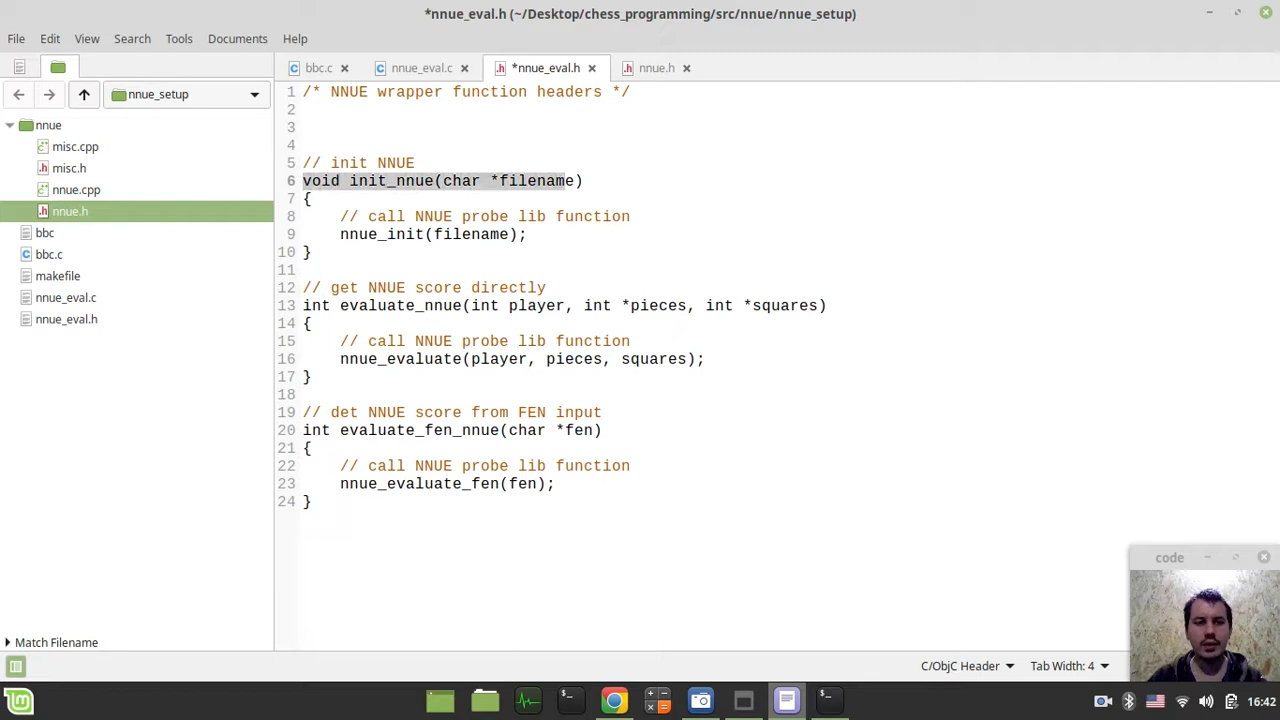 *nnue_eval.h (~/Desktop/chess_programming/src/nnue/nnue_setup)
File Edit View Search Tools Documents Help
bbc.c nnue_eval.c *nnue_eval.h nnue.h
nnue_setup
nnue
misc.cpp
misc.h
nnue.cpp
nnue.h
bbc
bbc.c
makefile
nnue_eval.c
nnue_eval.h
Match Filename
1 /* NNUE wrapper function headers */
2
3
4
5 // init NNUE
6 void init_nnue(char *filename)
7 {
8     // call NNUE probe lib function
9     nnue_init(filename);
10 }
11
12 // get NNUE score directly
13 int evaluate_nnue(int player, int *pieces, int *squares)
14 {
15     // call NNUE probe lib function
16     nnue_evaluate(player, pieces, squares);
17 }
18
19 // det NNUE score from FEN input
20 int evaluate_fen_nnue(char *fen)
21 {
22     // call NNUE probe lib function
23     nnue_evaluate_fen(fen);
24 }
code
C/ObjC Header Tab Width: 4
16:42